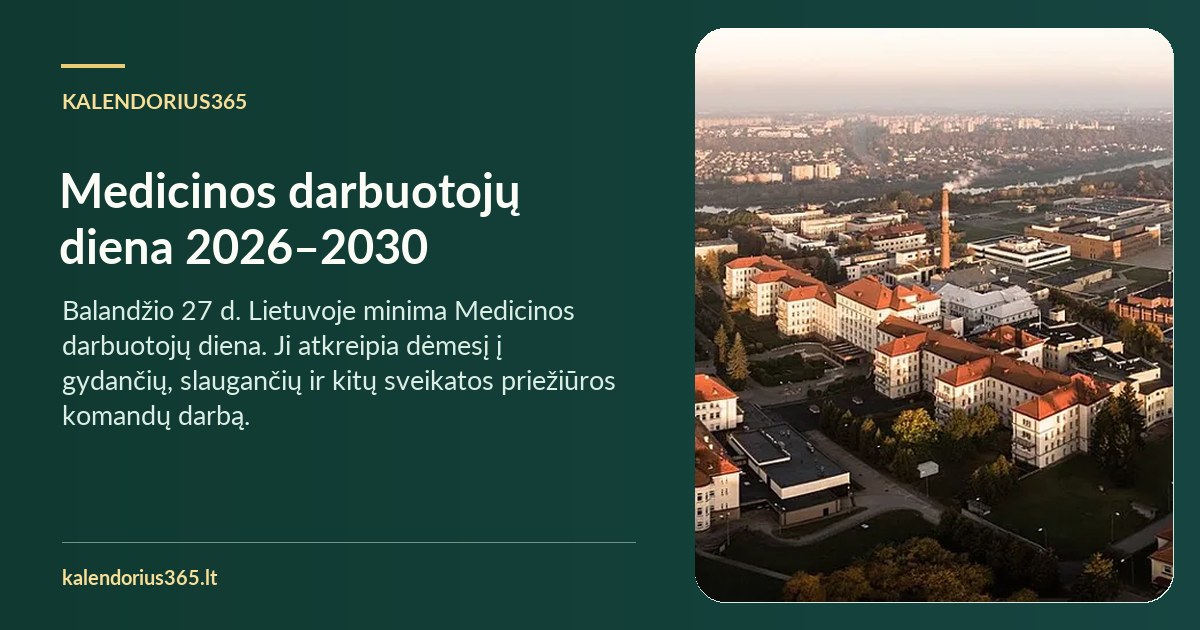 KALENDORIUS365
Medicinos darbuotojų
diena 2026–2030
Balandžio 27 d. Lietuvoje minima Medicinos
darbuotojų diena. Ji atkreipia dėmesį į
gydančių, slaugančių ir kitų sveikatos priežiūros
komandų darbą.
kalendorius365.lt